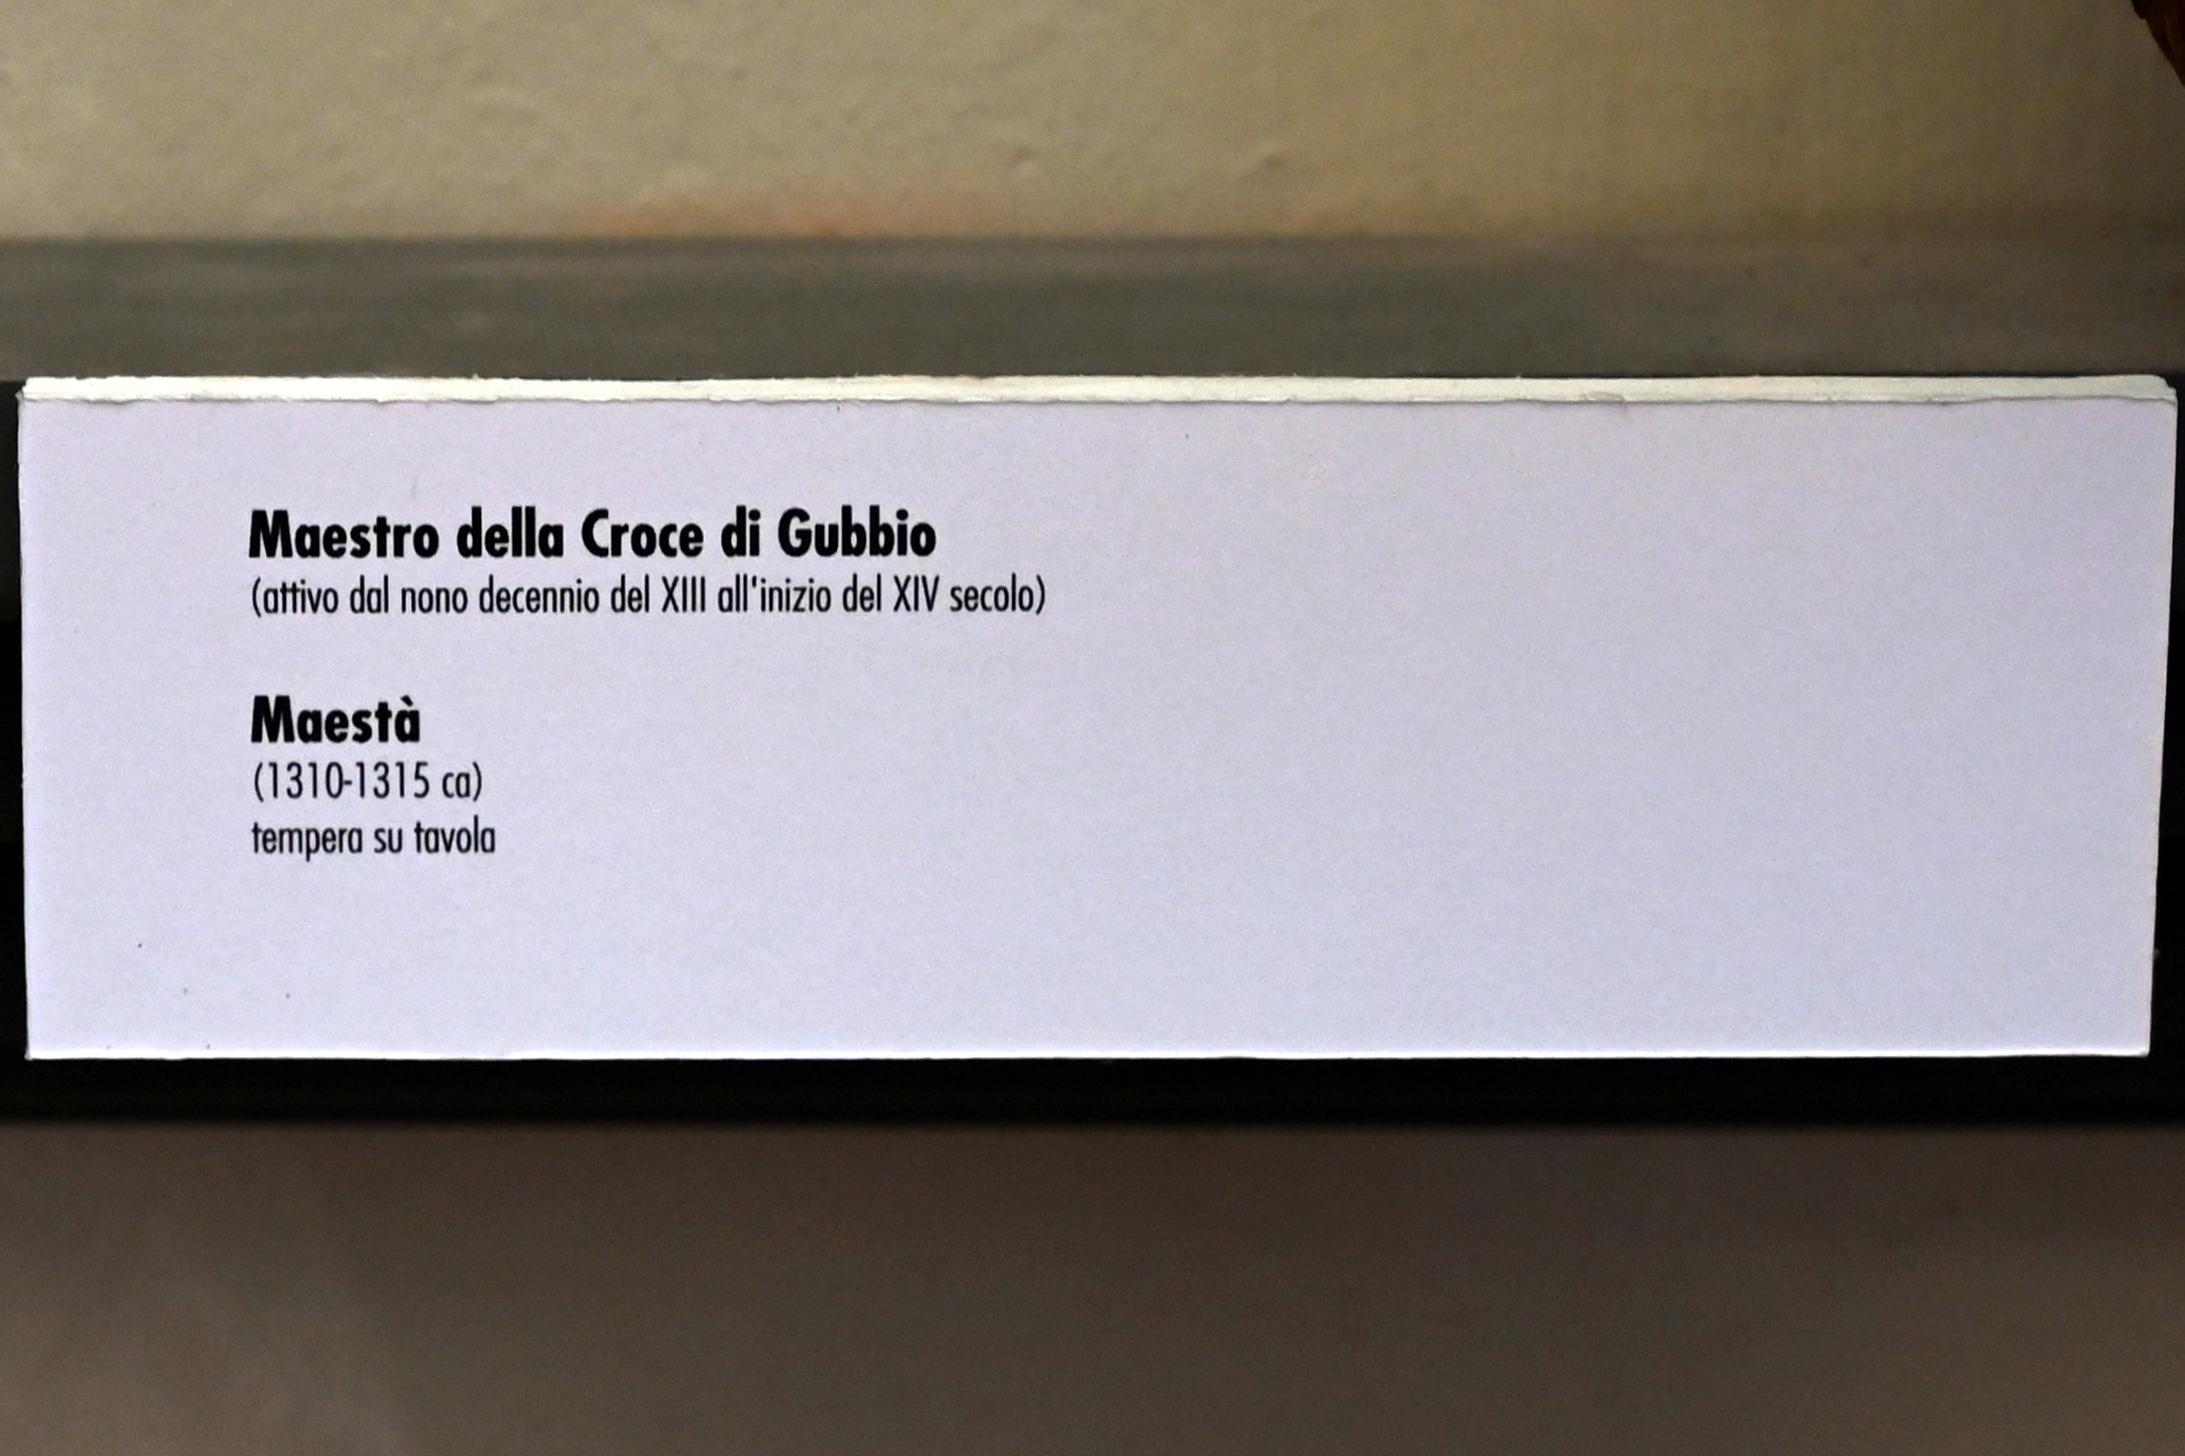 Maestro della Croce di Gubbio
(attivo dal nono decennio del XIII all'inizio del XIV secolo)
Maestà
(1310-1315 ca)
tempera su tavola